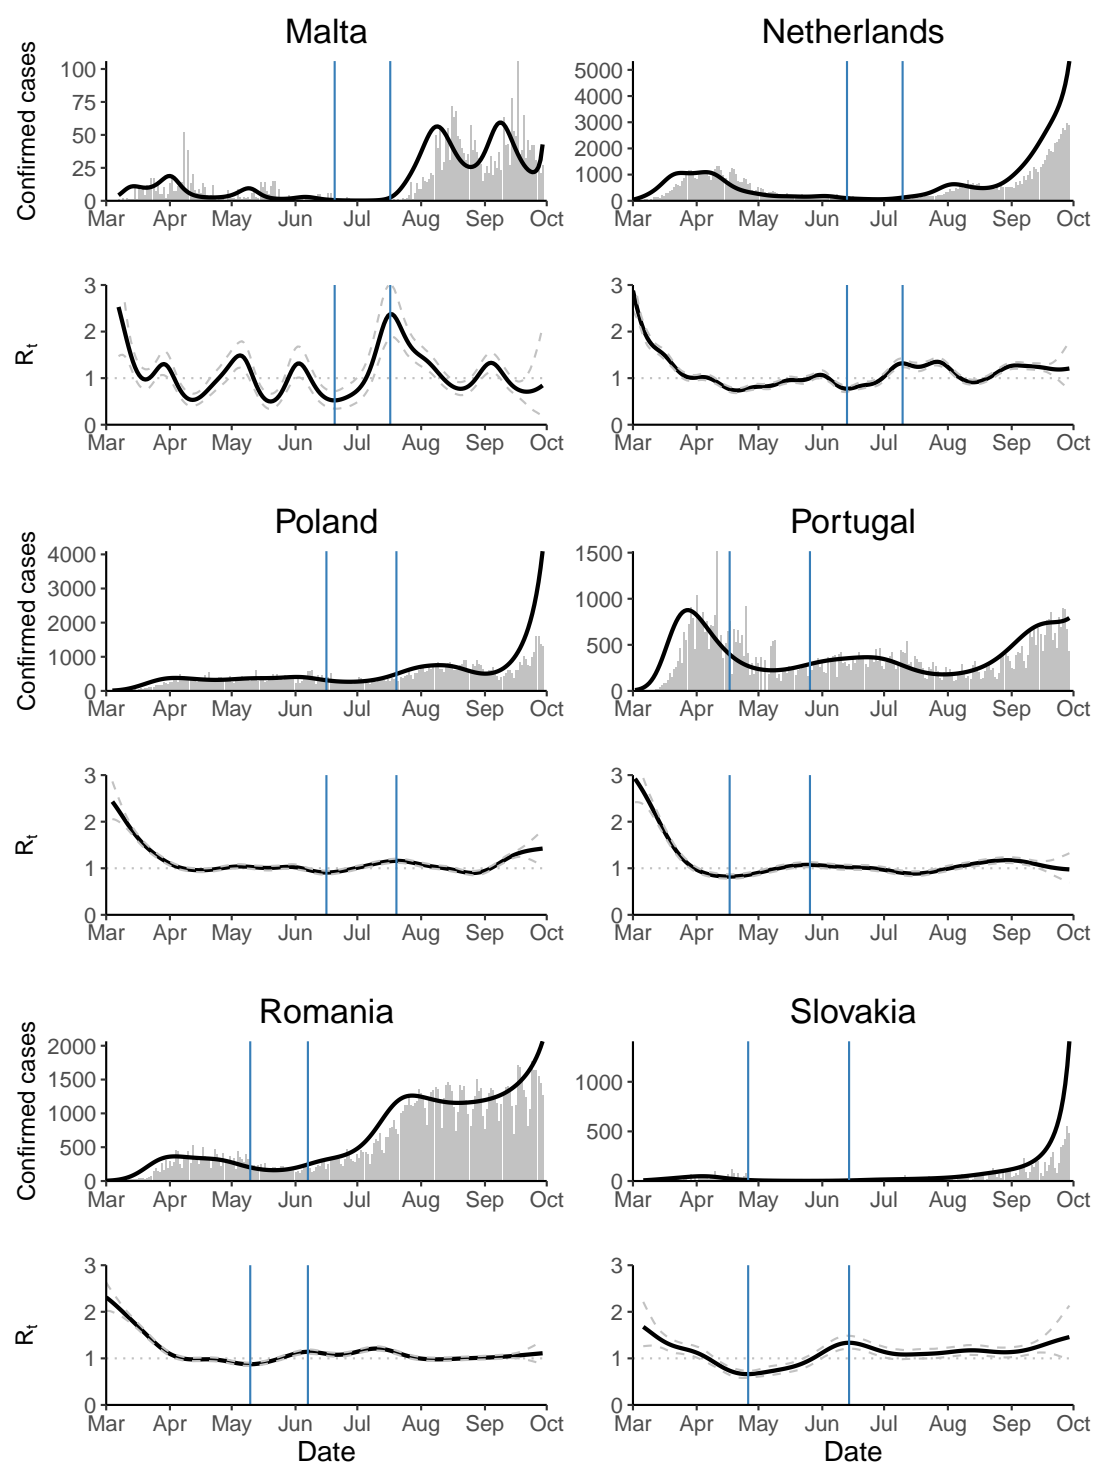 Malta
Netherlands
Confirmed cases
100
75
50
25
0
Mar Apr May Jun Jul Aug Sep Oct
5000
4000
3000
2000
1000
0
Mar Apr May Jun Jul Aug Sep Oct
Rt
3
2
1
0
Mar Apr May Jun Jul Aug Sep Oct
3
2
1
0
Mar Apr May Jun Jul Aug Sep Oct
Poland
Portugal
Confirmed cases
4000
3000
2000
1000
0
Mar Apr May Jun Jul Aug Sep Oct
1500
1000
500
0
Mar Apr May Jun Jul Aug Sep Oct
Rt
3
2
1
0
Mar Apr May Jun Jul Aug Sep Oct
3
2
1
0
Mar Apr May Jun Jul Aug Sep Oct
Romania
Slovakia
Confirmed cases
2000
1500
1000
500
0
Mar Apr May Jun Jul Aug Sep Oct
1000
500
0
Mar Apr May Jun Jul Aug Sep Oct
Rt
3
2
1
0
Mar Apr May Jun Jul Aug Sep Oct
Date
3
2
1
0
Mar Apr May Jun Jul Aug Sep Oct
Date